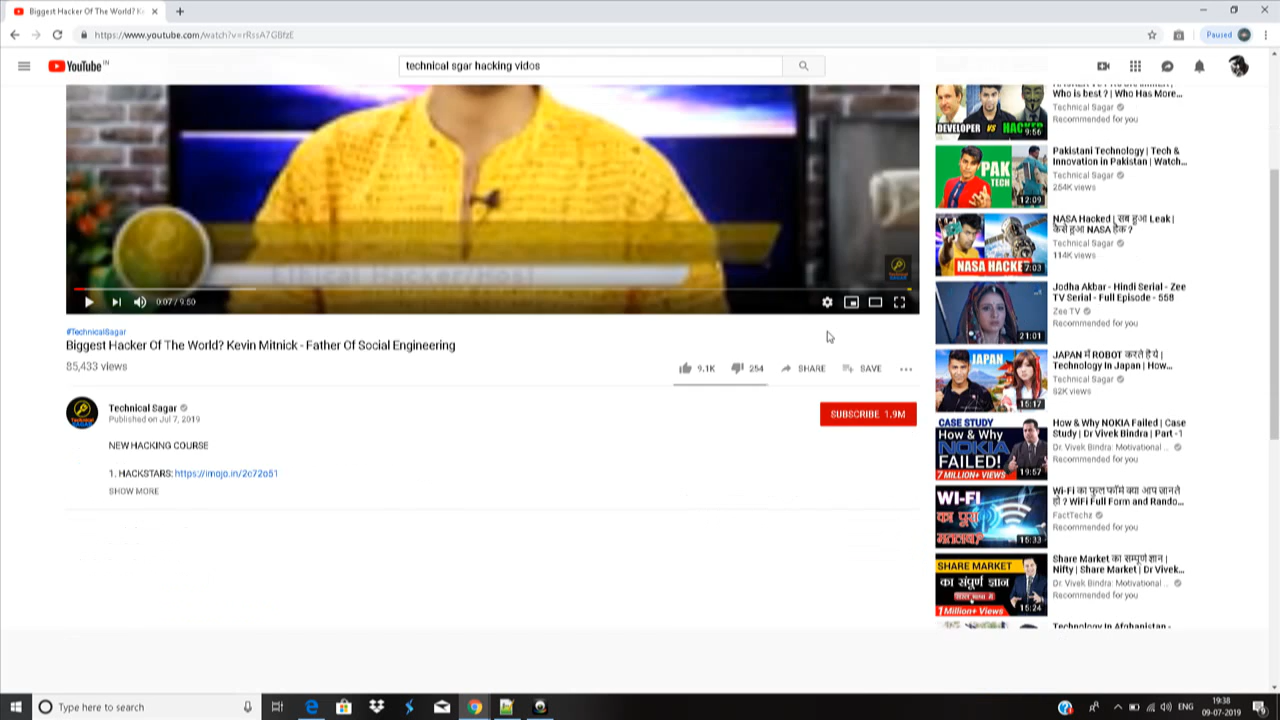 Biggest Hacker Of The World? Ke
https://www.youtube.com/watch?v=rRssA7GBfzE
Paused
YouTube IN
technical sgar hacking vidos
Who is best ? | Who Has More...
Technical Sagar
Recommended for you
DEVELOPER VS HACKER
9:56
Pakistani Technology | Tech &
Innovation in Pakistan | Watch...
Technical Sagar
254K views
PAK
TECH
12:09
NASA Hacked | सब हुआ Leak |
कैसे हुआ NASA हैक ?
Technical Sagar
114K views
NASA HACKE
7:03
Jodha Akbar - Hindi Serial - Zee
TV Serial - Full Episode - 558
Zee TV
Recommended for you
21:01
0:07 / 9:50
#TechnicalSagar
Biggest Hacker Of The World? Kevin Mitnick - Father Of Social Engineering
85,433 views
9.1K
254
SHARE
SAVE
JAPAN में ROBOT करते है ये |
Technology In Japan | How...
Technical Sagar
82K views
JAPAN
15:17
Technical Sagar
Published on Jul 7, 2019
SUBSCRIBE 1.9M
NEW HACKING COURSE
1. HACKSTARS: https://imojo.in/2c72o51
SHOW MORE
How & Why NOKIA Failed | Case
Study | Dr Vivek Bindra | Part -1
Dr. Vivek Bindra: Motivational ...
Recommended for you
CASE STUDY
How & Why
NOKIA
FAILED!
7 MILLION+ VIEWS
19:57
Wi-Fi का फुल फॉर्म क्या आप जानते
हो ? WiFi Full Form and Rando...
FactTechz
Recommended for you
WI-FI
का पूरा
मतलब?
15:33
Share Market का सम्पूर्ण ज्ञान |
Nifty | Share Market | Dr Vivek...
Dr. Vivek Bindra: Motivational ...
Recommended for you
SHARE MARKET
का संपूर्ण ज्ञान
1 Million+ Views
15:24
Technology In Afghanistan -
Type here to search
ENG
19:38
09-07-2019